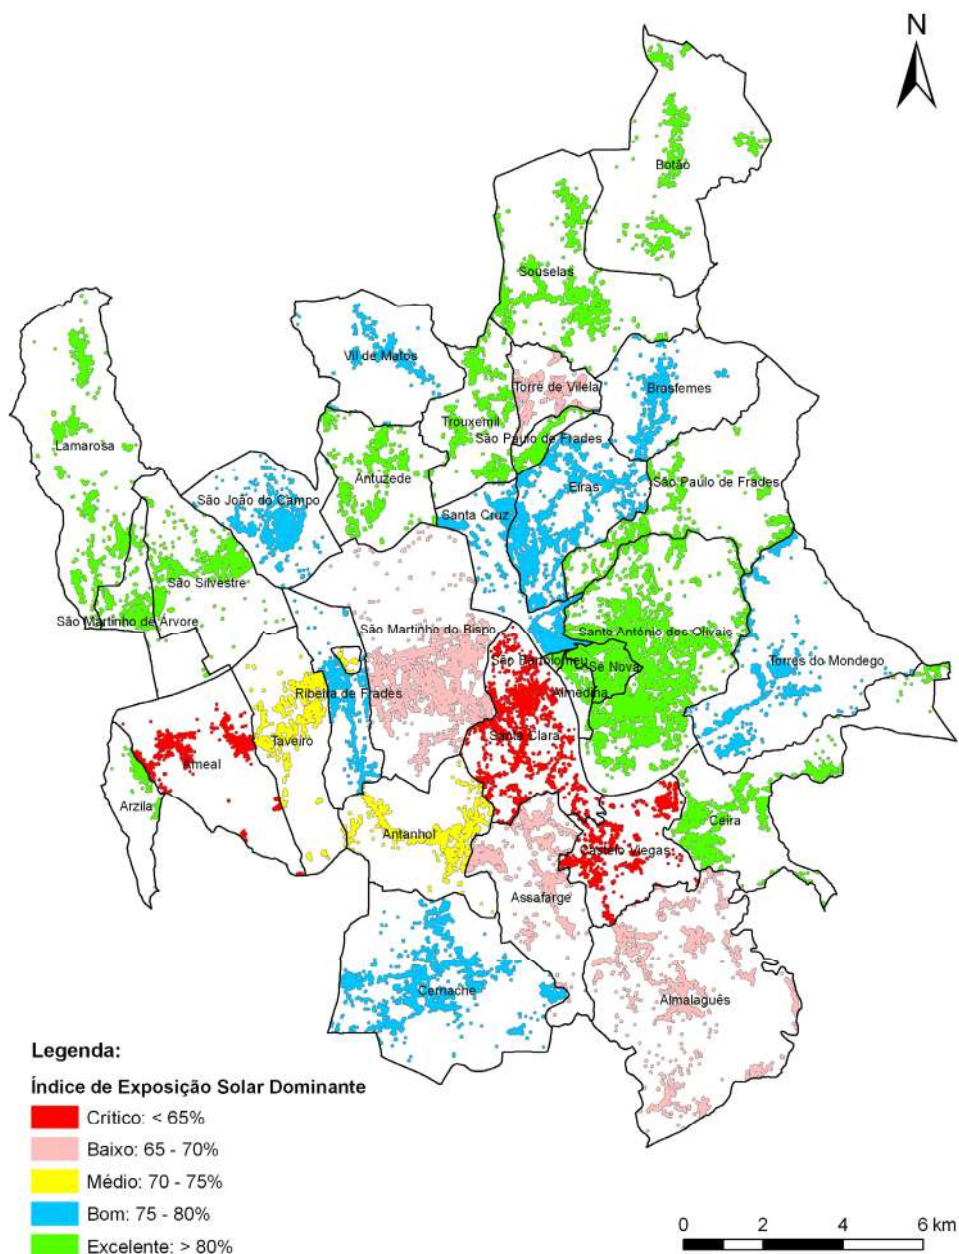 N
Botão
Souselas
Vil de Matos
Torre de Vilela
Brasfemes
Trouxemil
São Paulo de Frades
Lamarosa
Antuzede
Eiras
São Paulo de Frades
São João do Campo
Santa Cruz
São Silvestre
São Martinho de Árvore
São Martinho do Bispo
Santo António dos Olivais
São Bartolomeu
Sé Nova
Torres do Mondego
Almedina
Ribeira de Frades
Santa Clara
Taveiro
Ameal
Arzila
Antanhol
Ceira
Castelo Viegas
Assafarge
Cernache
Almalaguês
Legenda:
Índice de Exposição Solar Dominante
Crítico: < 65%
Baixo: 65 - 70%
Médio: 70 - 75%
Bom: 75 - 80%
Excelente: > 80%
0 2 4 6 km